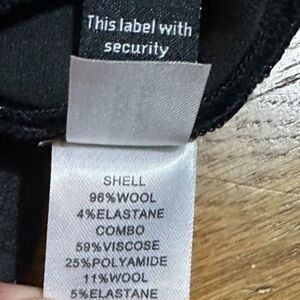 This label with
security
SHELL
96%WOOL
4%ELASTANE
COMBO
59%VISCOSE
25%POLYAMIDE
11%WOOL
5%ELASTANE